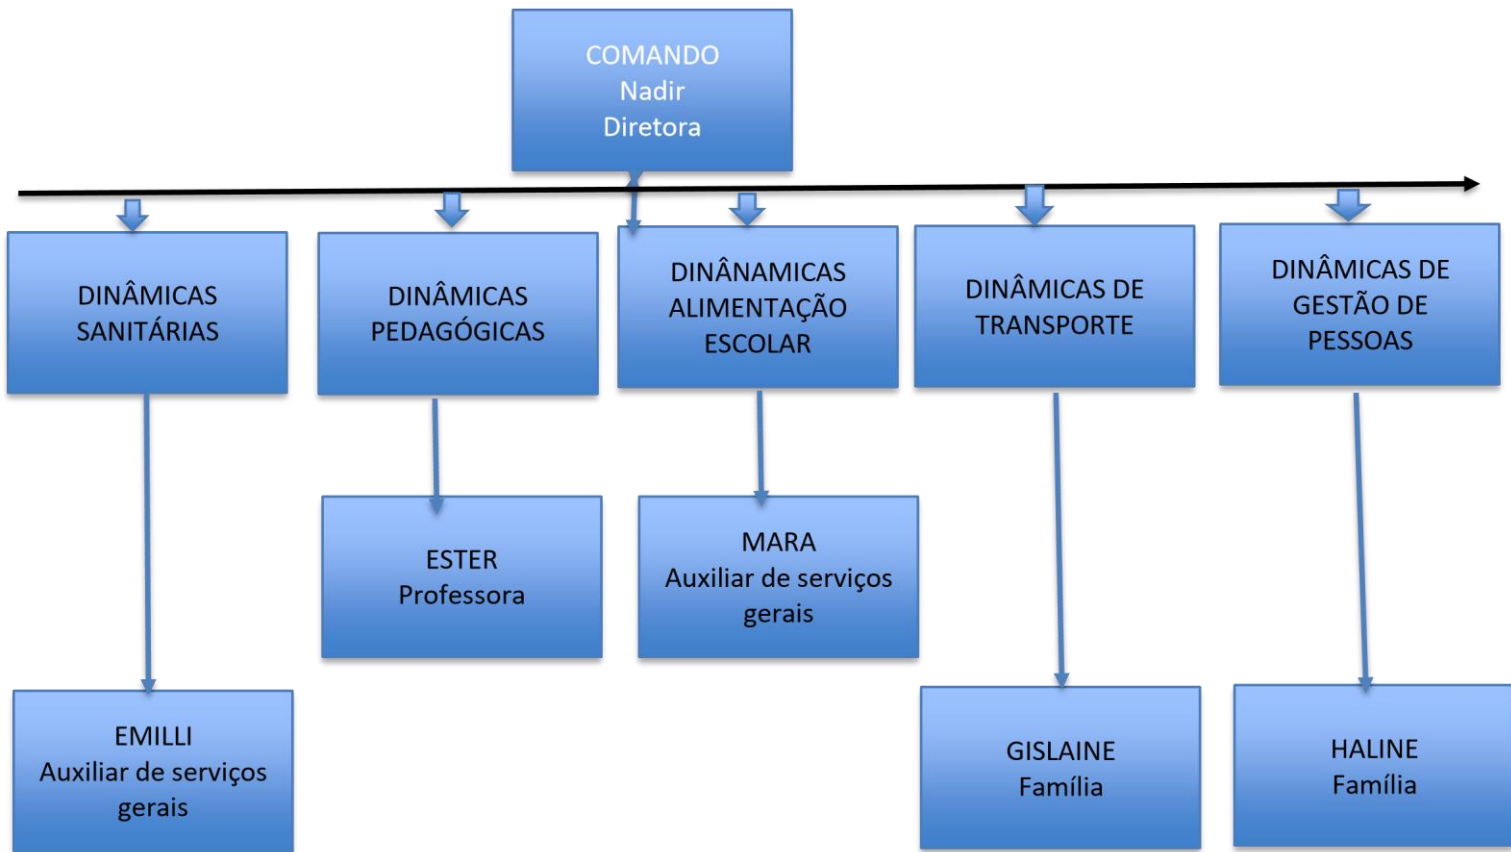 COMANDO
Nadir
Diretora
DINÂMICAS
SANITÁRIAS
DINÂMICAS
PEDAGÓGICAS
DINÂNAMICAS
ALIMENTAÇÃO
ESCOLAR
DINÂMICAS DE
TRANSPORTE
DINÂMICAS DE
GESTÃO DE
PESSOAS
ESTER
Professora
MARA
Auxiliar de serviços
gerais
EMILLI
Auxiliar de serviços
gerais
GISLAINE
Família
HALINE
Família